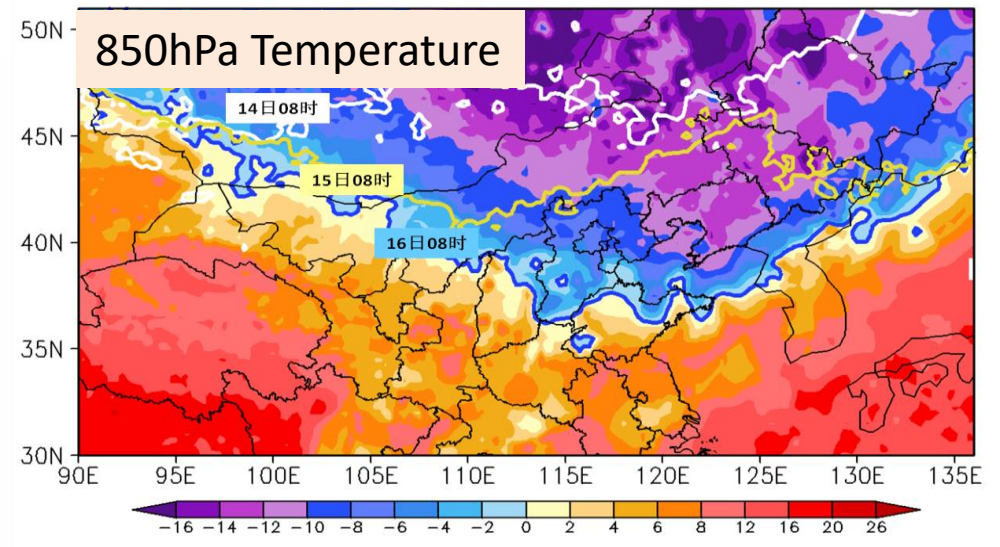 50N
850hPa Temperature
14日08时
45N
15日08时
16日08时
40N
35N
30N
90E 95E 100E 105E 110E 115E 120E 125E 130E 135E
-16 -14 -12 -10 -8 -6 -4 -2 0 2 4 6 8 12 16 20 26